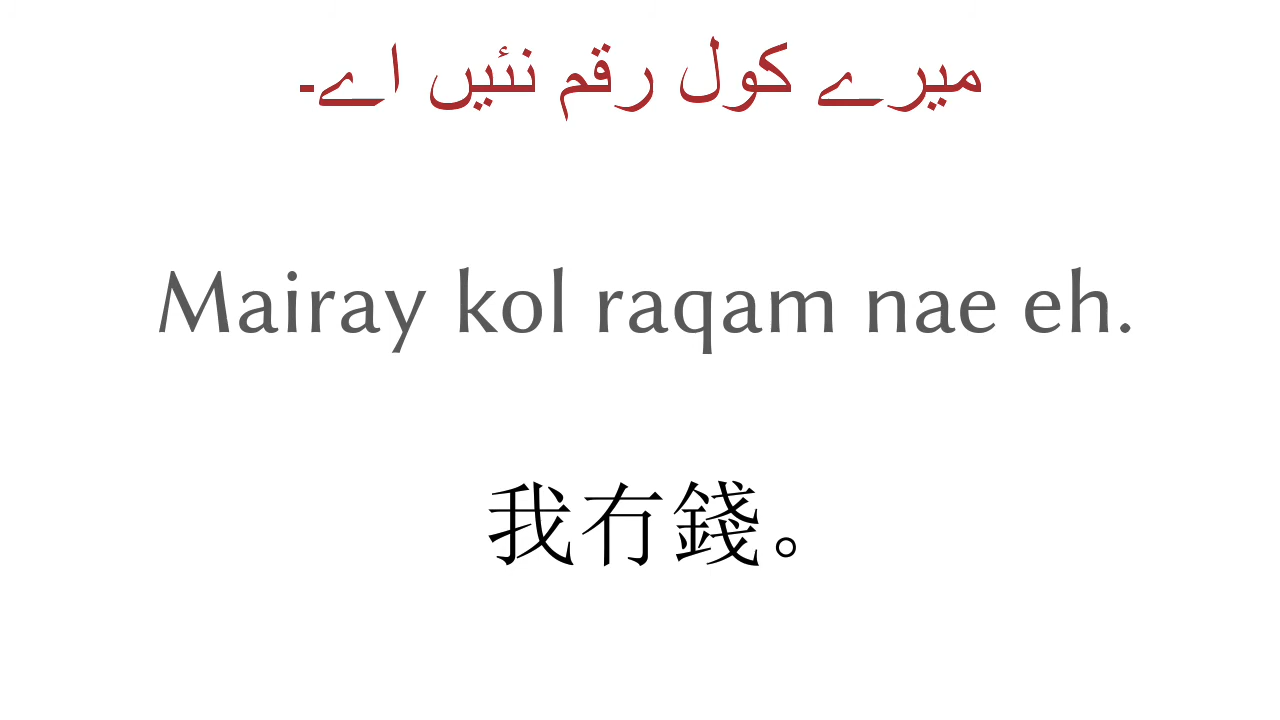 میرے کول رقم نئیں اے۔
Mairay kol raqam nae eh.
我冇錢。